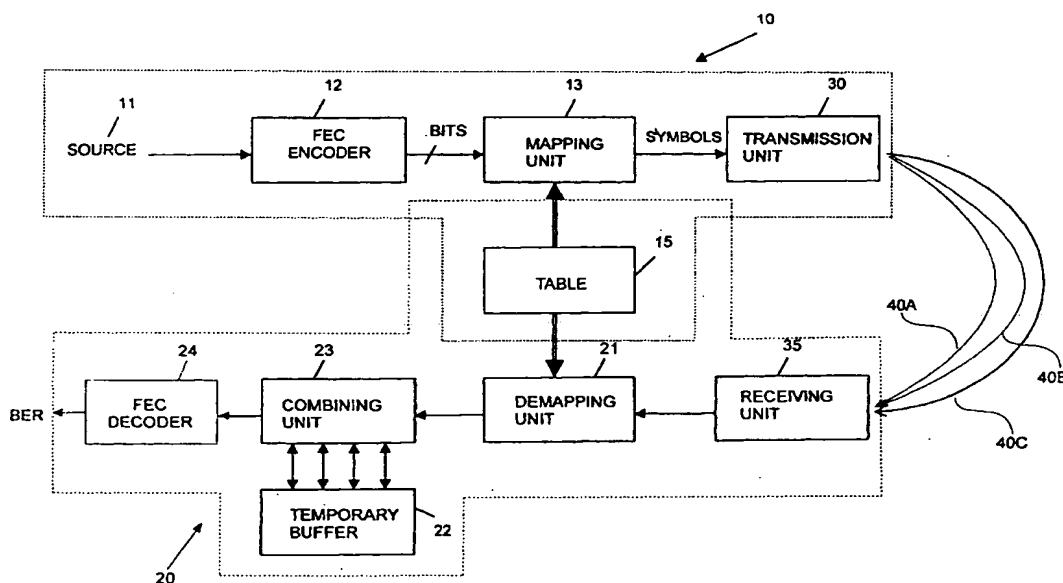 10
11
12
13
30
SOURCE
FEC
ENCODER
BITS
MAPPING
UNIT
SYMBOLS
TRANSMISSION
UNIT
15
TABLE
40A
40B
40C
24
23
21
35
BER
FEC
DECODER
COMBINING
UNIT
DEMAPPING
UNIT
RECEIVING
UNIT
TEMPORARY
BUFFER
22
20